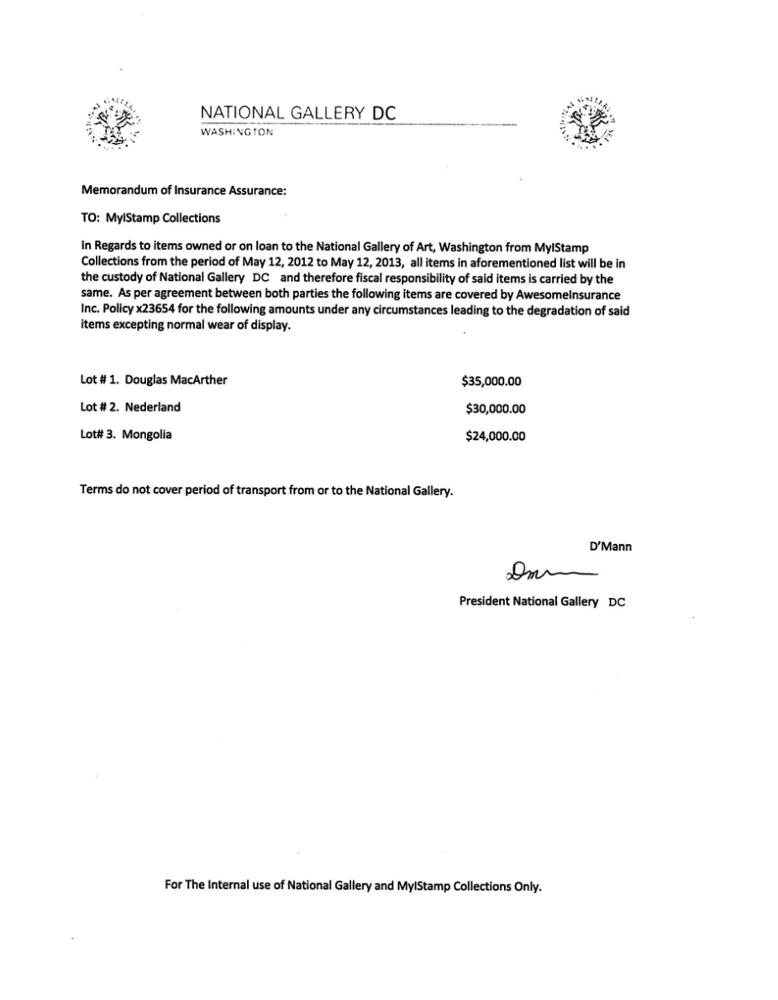 NATIONAL GALLERY DC
WASHINGTON
Memorandum of Insurance Assurance:
TO: MyIStamp Collections
In Regards to items owned or on loan to the National Gallery of Art, Washington from MyIStamp
Collections from the period of May 12, 2012 to May 12, 2013, all items in aforementioned list will be in
the custody of National Gallery DC and therefore fiscal responsibility of said items is carried by the
same. As per agreement between both parties the following items are covered by AwesomeInsurance
Inc. Policy x23654 for the following amounts under any circumstances leading to the degradation of said
items excepting normal wear of display.
Lot # 1. Douglas MacArther $35,000.00
Lot # 2. Nederland $30,000.00
Lot# 3. Mongolia $24,000.00
Terms do not cover period of transport from or to the National Gallery.
D'Mann
President National Gallery DC
For The Internal use of National Gallery and MyIStamp Collections Only.